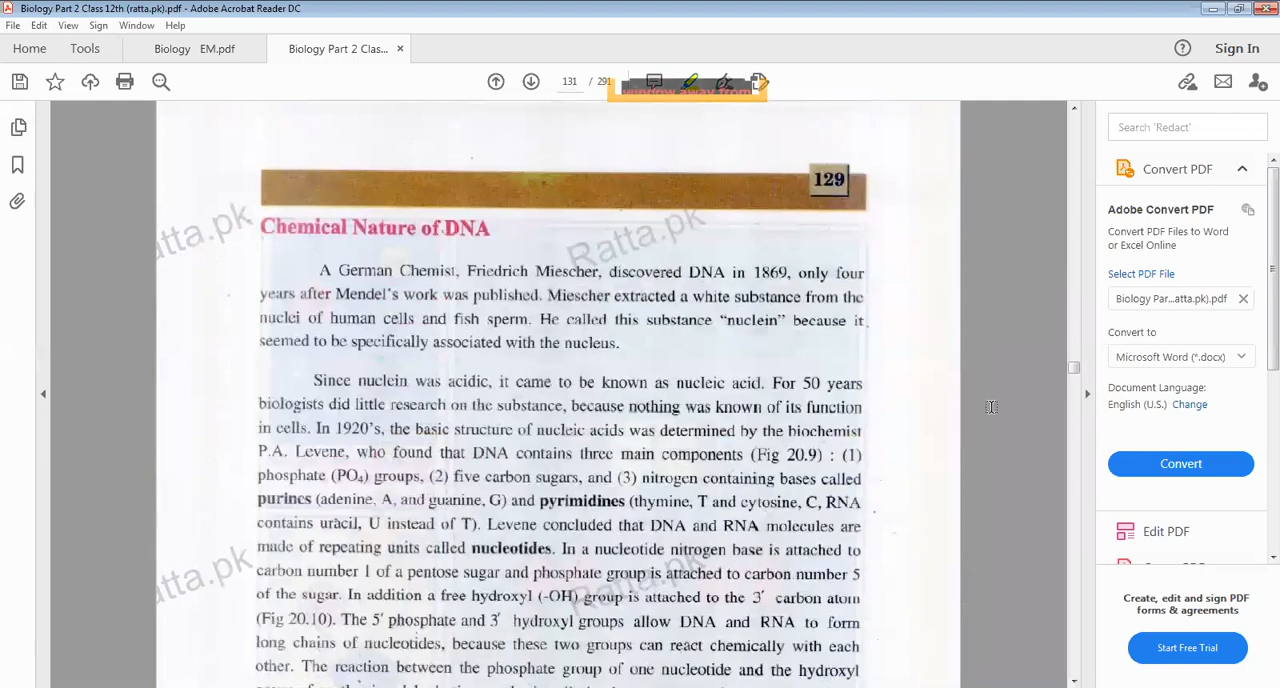 Biology Part 2 Class 12th (ratta.pk).pdf - Adobe Acrobat Reader DC
File Edit View Sign Window Help
Home Tools Biology EM.pdf Biology Part 2 Clas... × Sign In
131 / 291
window away from
129
Chemical Nature of DNA
A German Chemist, Friedrich Miescher, discovered DNA in 1869, only four
years after Mendel's work was published. Miescher extracted a white substance from the
nuclei of human cells and fish sperm. He called this substance "nuclein" because it
seemed to be specifically associated with the nucleus.
Since nuclein was acidic, it came to be known as nucleic acid. For 50 years
biologists did little research on the substance, because nothing was known of its function
in cells. In 1920's, the basic structure of nucleic acids was determined by the biochemist
P.A. Levene, who found that DNA contains three main components (Fig 20.9) : (1)
phosphate (PO₄) groups, (2) five carbon sugars, and (3) nitrogen containing bases called
purines (adenine, A, and guanine, G) and pyrimidines (thymine, T and cytosine, C, RNA
contains uracil, U instead of T). Levene concluded that DNA and RNA molecules are
made of repeating units called nucleotides. In a nucleotide nitrogen base is attached to
carbon number 1 of a pentose sugar and phosphate group is attached to carbon number 5
of the sugar. In addition a free hydroxyl (-OH) group is attached to the 3' carbon atom
(Fig 20.10). The 5' phosphate and 3' hydroxyl groups allow DNA and RNA to form
long chains of nucleotides, because these two groups can react chemically with each
other. The reaction between the phosphate group of one nucleotide and the hydroxyl
Ratta.pk
Ratta.pk
Ratta.pk
Ratta.pk
Search 'Redact'
Convert PDF
Adobe Convert PDF
Convert PDF Files to Word
or Excel Online
Select PDF File
Biology Par...atta.pk).pdf
Convert to
Microsoft Word (*.docx)
Document Language:
English (U.S.) Change
Convert
Edit PDF
Create, edit and sign PDF
forms & agreements
Start Free Trial